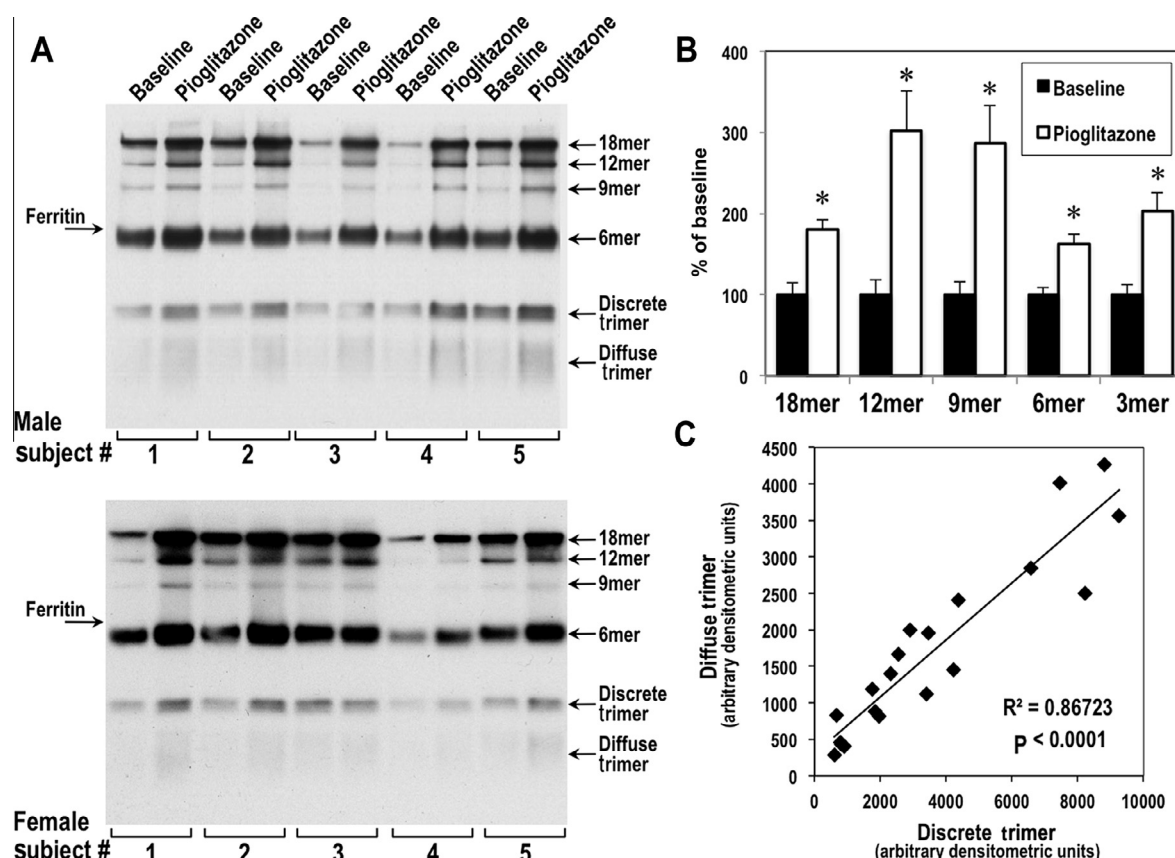 A
Baseline Pioglitazone Baseline Pioglitazone Baseline Pioglitazone Baseline Pioglitazone Baseline Pioglitazone
18mer
12mer
9mer
Ferritin
6mer
Discrete
trimer
Diffuse
trimer
Male
subject # 1 2 3 4 5
18mer
12mer
9mer
Ferritin
6mer
Discrete
trimer
Diffuse
trimer
Female
subject # 1 2 3 4 5
B
% of baseline
400
300
200
100
0
Baseline
Pioglitazone
* * * * *
18mer 12mer 9mer 6mer 3mer
C
Diffuse trimer
(arbitrary densitometric units)
4500
4000
3500
3000
2500
2000
1500
1000
500
0
R² = 0.86723
P < 0.0001
0 2000 4000 6000 8000 10000
Discrete trimer
(arbitrary densitometric units)